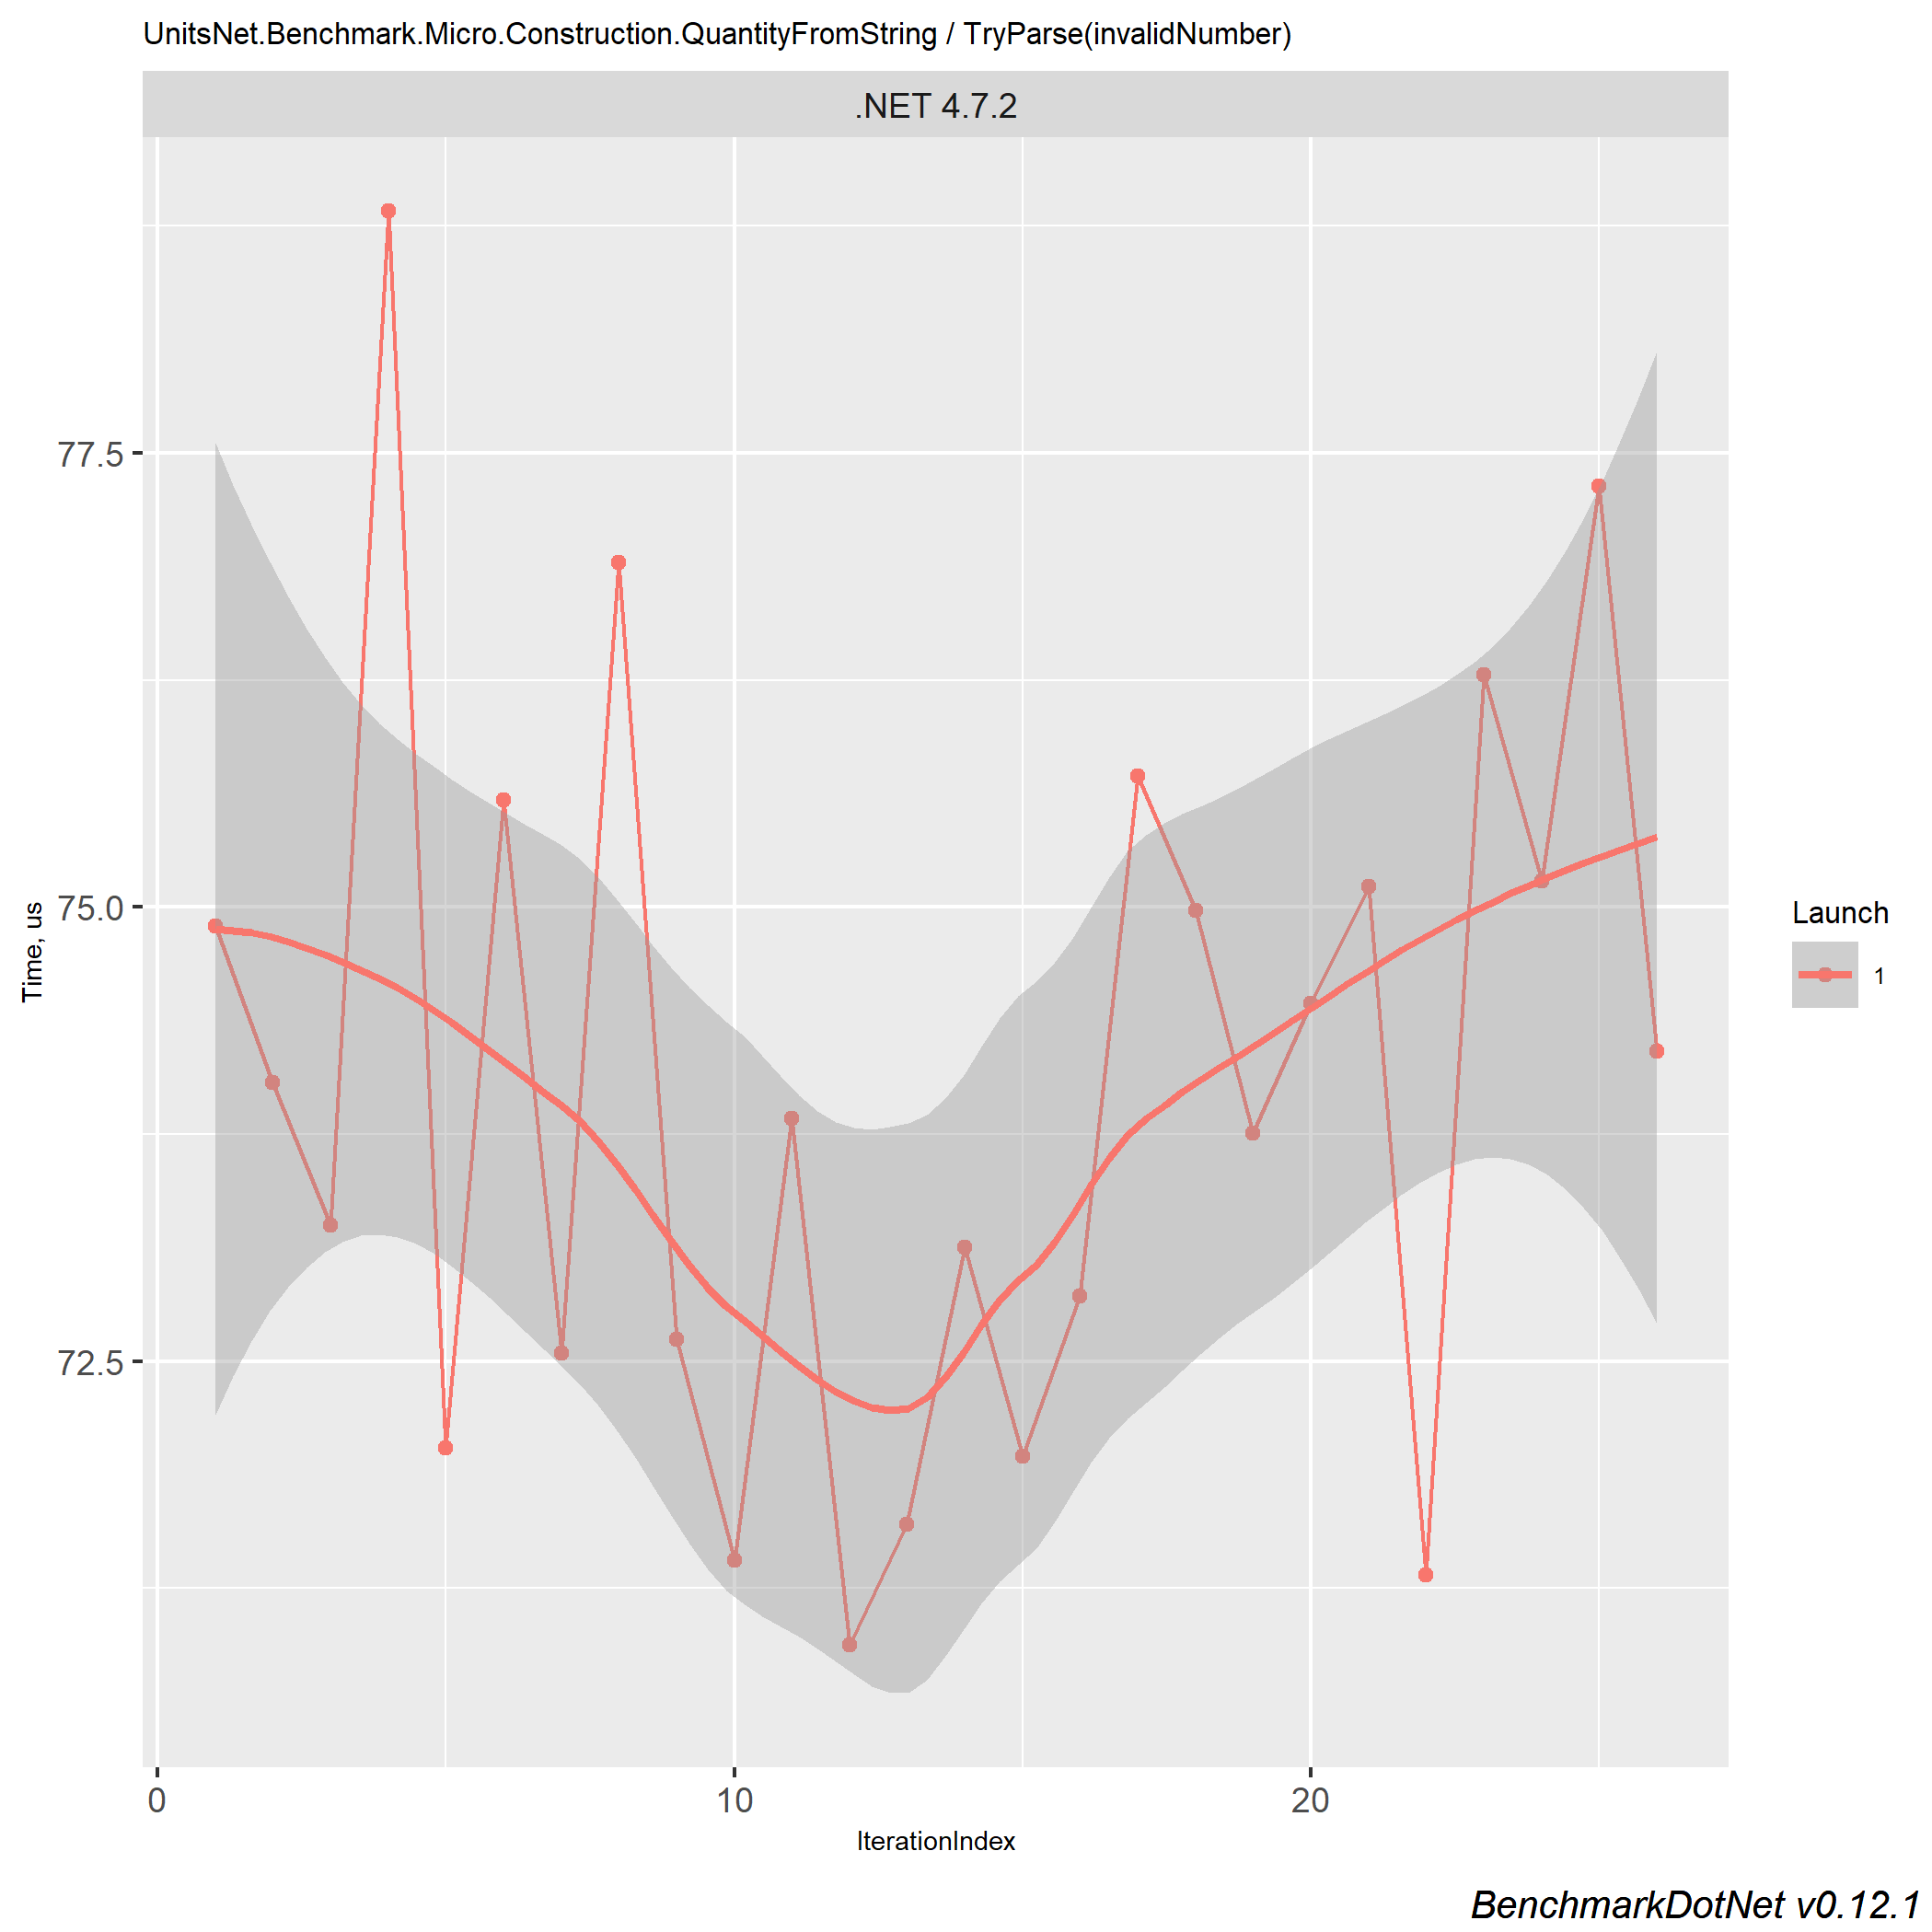 UnitsNet.Benchmark.Micro.Construction.QuantityFromString / TryParse(invalidNumber)
.NET 4.7.2
77.5
75.0
72.5
Time, us
0
10
20
IterationIndex
Launch
1
BenchmarkDotNet v0.12.1